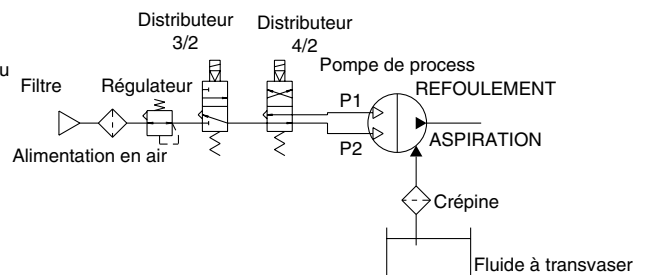 Distributeur
3/2
Distributeur
4/2
u
Filtre
Régulateur
Pompe de process
P1
REFOULEMENT
P2
ASPIRATION
Alimentation en air
Crépine
Fluide à transvaser